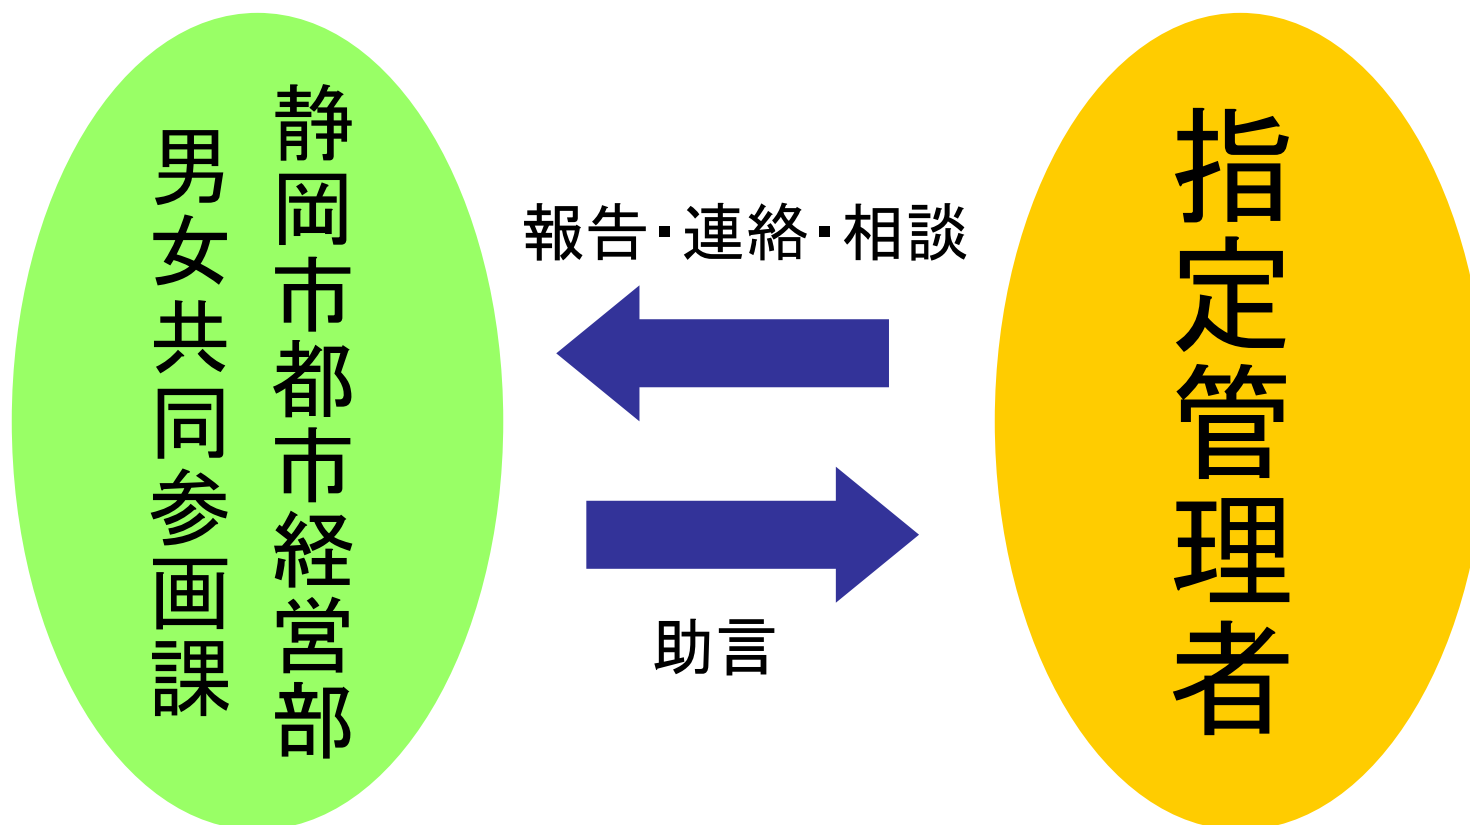 静岡市都市経営部
男女共同参画課
報告・連絡・相談
助言
指定管理者